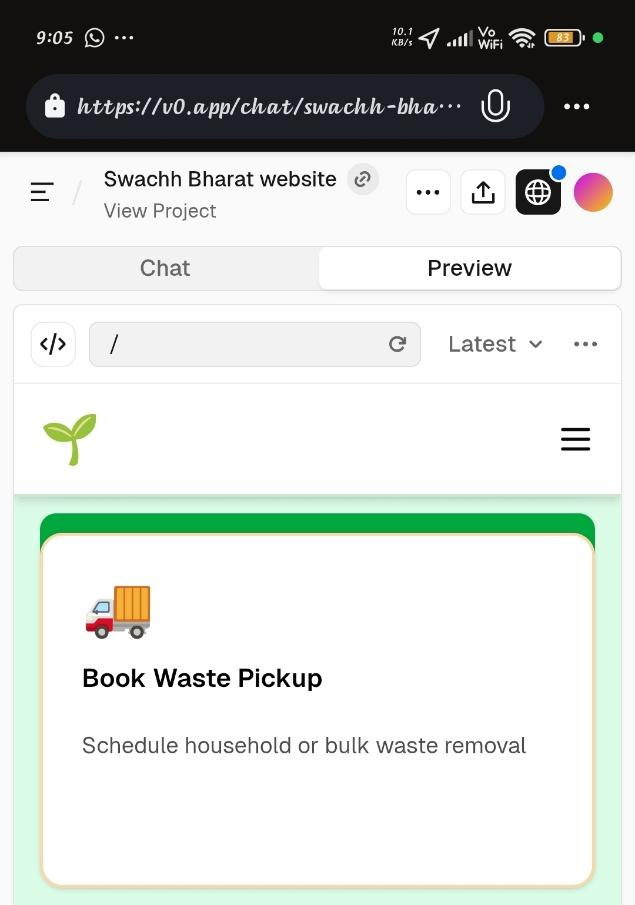 9:05 ...
10.1
KB/s
Vo
WiFi
83
https://v0.app/chat/swachh-bha...
Swachh Bharat website
View Project
Chat
Preview
</> / Latest
Book Waste Pickup
Schedule household or bulk waste removal